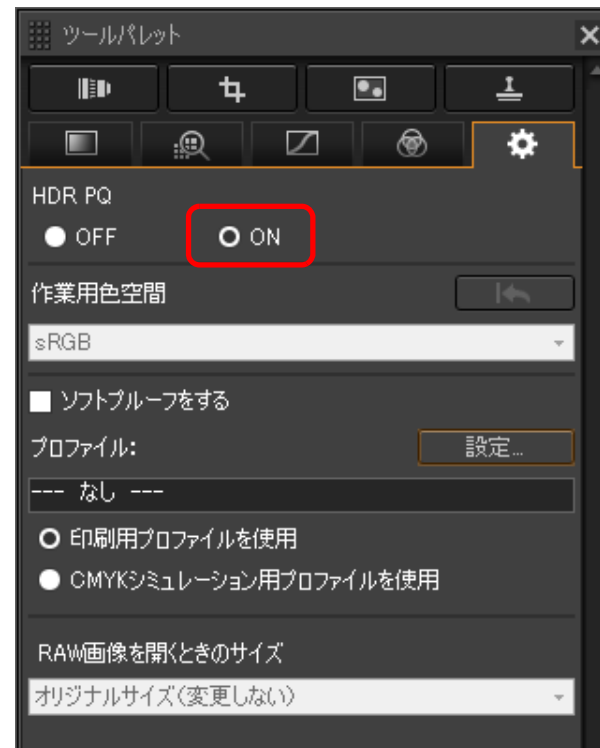 ツールパレット
HDR PQ
OFF ON
作業用色空間
sRGB
ソフトプルーフをする
プロファイル: 設定...
--- なし ---
印刷用プロファイルを使用
CMYKシミュレーション用プロファイルを使用
RAW画像を開くときのサイズ
オリジナルサイズ(変更しない)